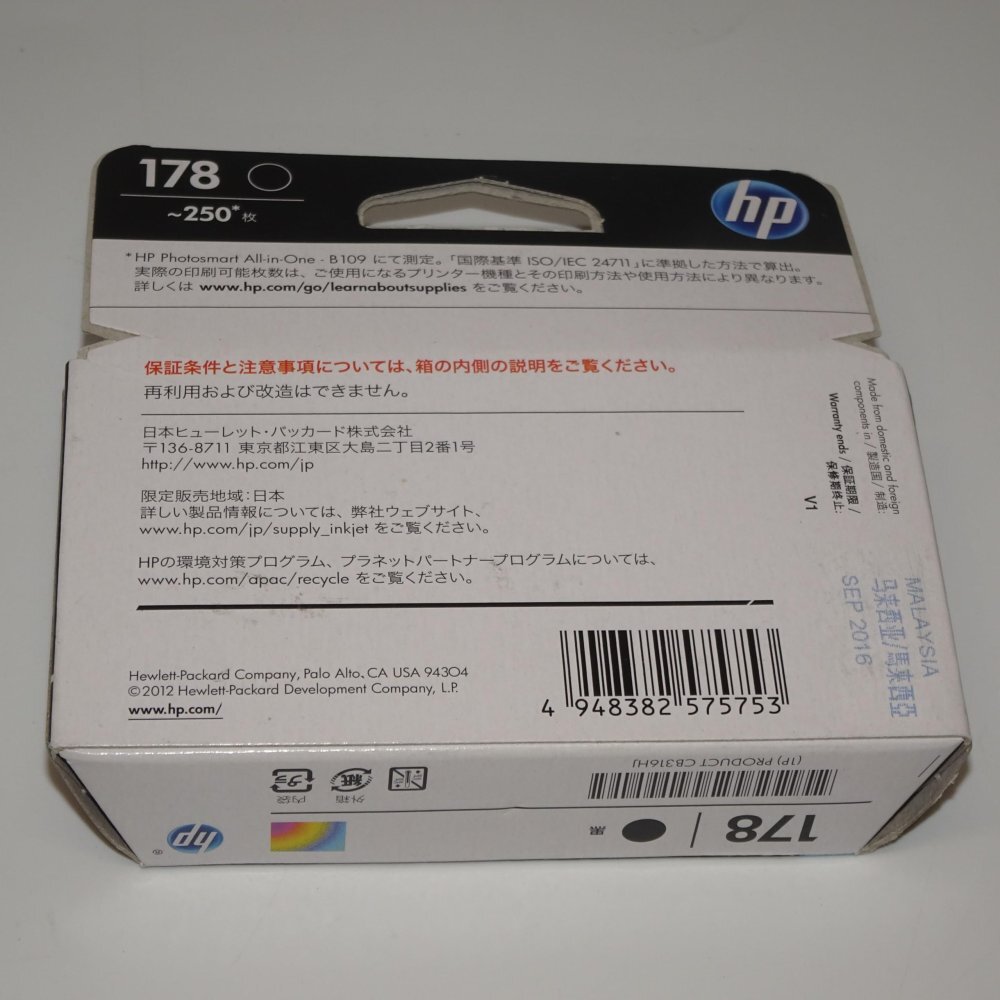 178
~250*枚
hp
*HP Photosmart All-in-One - B109 にて測定。「国際基準 ISO/IEC 24711」に準拠した方法で算出。
実際の印刷可能枚数は、ご使用になるプリンター機種とその印刷方法や使用方法により異なります。
詳しくは www.hp.com/go/learnaboutsupplies をご覧ください。
保証条件と注意事項については、箱の内側の説明をご覧ください。
再利用および改造はできません。
日本ヒューレット・パッカード株式会社
〒136-8711 東京都江東区大島二丁目2番1号
http://www.hp.com/jp
限定販売地域：日本
詳しい製品情報については、弊社ウェブサイト、
www.hp.com/jp/supply_inkjet をご覧ください。
HPの環境対策プログラム、プラネットパートナープログラムについては、
www.hp.com/apac/recycle をご覧ください。
Hewlett-Packard Company, Palo Alto, CA USA 94304
©2012 Hewlett-Packard Development Company, L.P.
www.hp.com/
4 948382 575753
Made from domestic and foreign
components in / 製造国 / 制造:
Warranty ends / 保証期限 /
保修期终止:
V1
MALAYSIA
马来西亚/馬來西亞
SEP 2016
(1P) PRODUCT CB316HJ
178
黒
プラ
内袋
紙
外箱
hp®